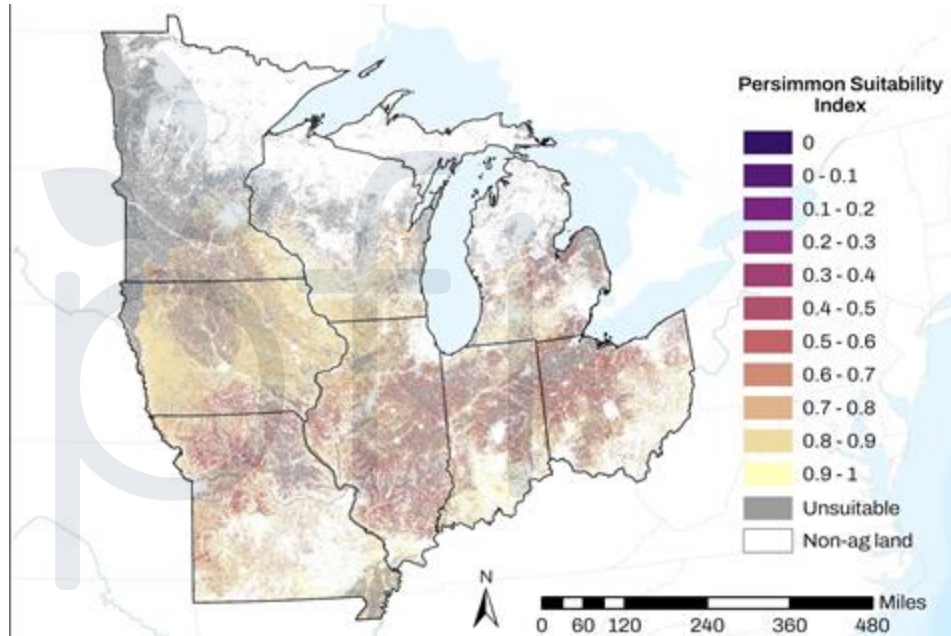 Persimmon Suitability
Index
0
0 - 0.1
0.1 - 0.2
0.2 - 0.3
0.3 - 0.4
0.4 - 0.5
0.5 - 0.6
0.6 - 0.7
0.7 - 0.8
0.8 - 0.9
0.9 - 1
Unsuitable
Non-ag land
pfi
N
Miles
0 60 120 240 360 480